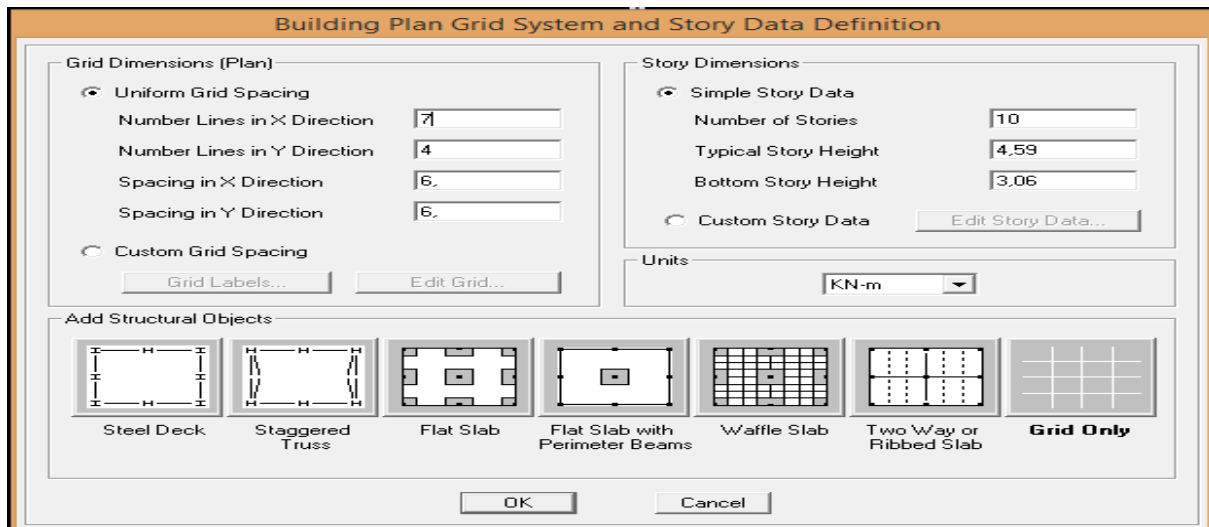 Building Plan Grid System and Story Data Definition
Grid Dimensions (Plan)
Uniform Grid Spacing
Number Lines in X Direction 7
Number Lines in Y Direction 4
Spacing in X Direction 6,
Spacing in Y Direction 6,
Custom Grid Spacing
Grid Labels... Edit Grid...
Story Dimensions
Simple Story Data
Number of Stories 10
Typical Story Height 4,59
Bottom Story Height 3,06
Custom Story Data Edit Story Data...
Units
KN-m
Add Structural Objects
Steel Deck
Staggered
Truss
Flat Slab
Flat Slab with
Perimeter Beams
Waffle Slab
Two Way or
Ribbed Slab
Grid Only
OK Cancel